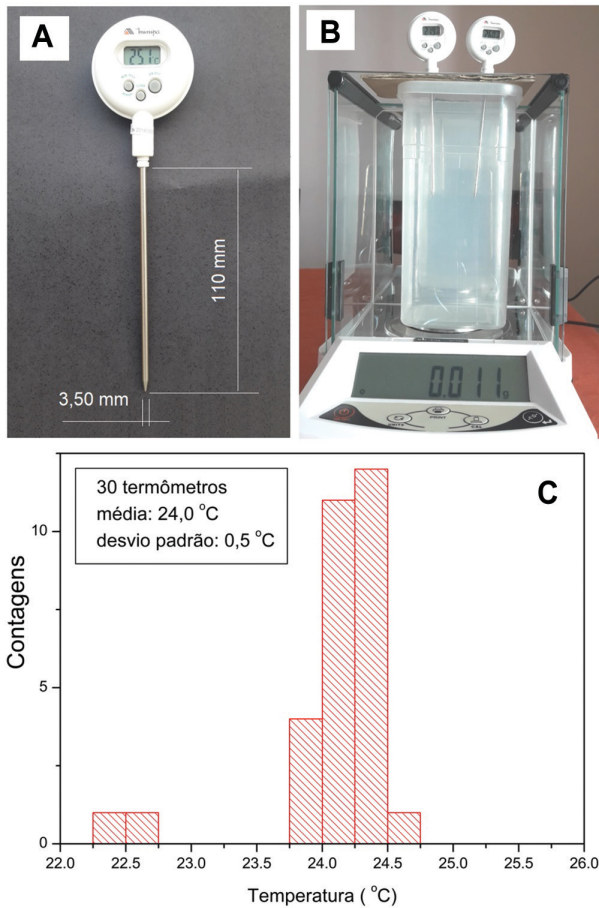 A
25.1°C
110 mm
3,50 mm
B
0.011 g
30 termômetros
média: 24,0 °C
desvio padrão: 0,5 °C
C
Contagens
10
5
0
22.0 22.5 23.0 23.5 24.0 24.5 25.0 25.5 26.0
Temperatura ( °C)